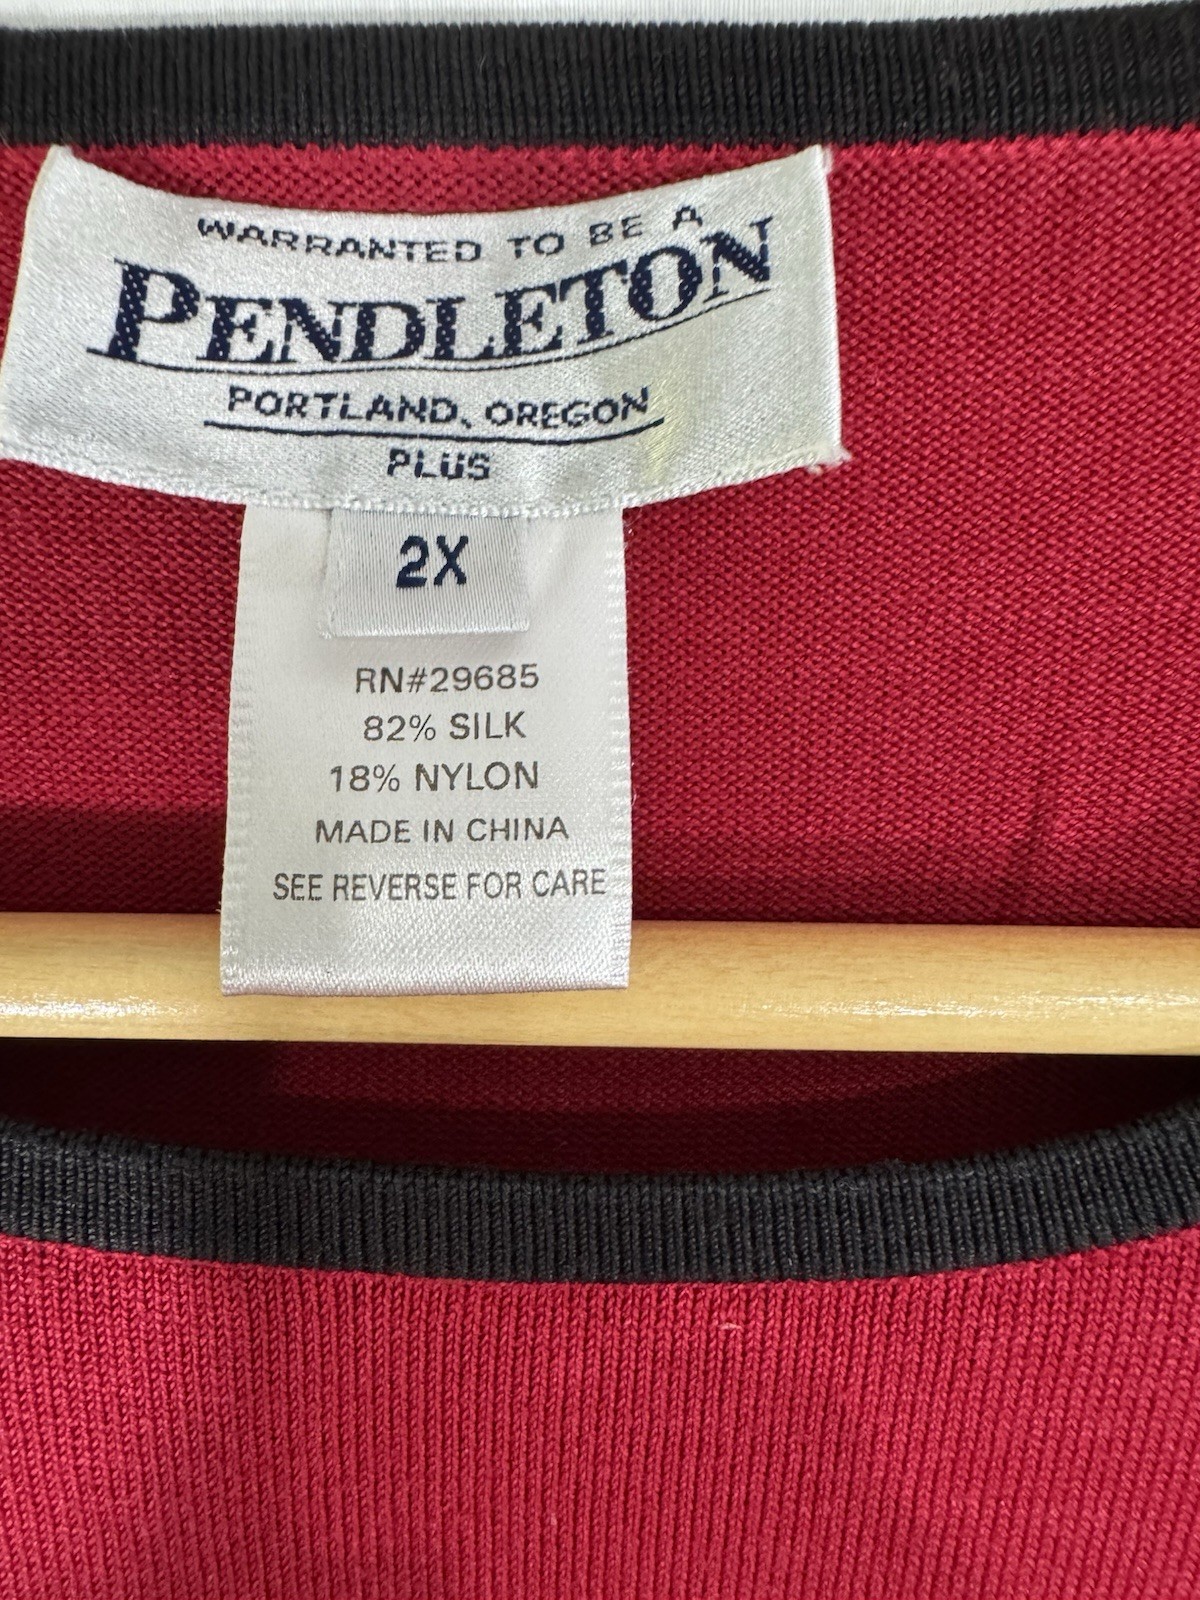 WARRANTED TO BE A
PENDLETON
PORTLAND, OREGON
PLUS
2X
RN#29685
82% SILK
18% NYLON
MADE IN CHINA
SEE REVERSE FOR CARE